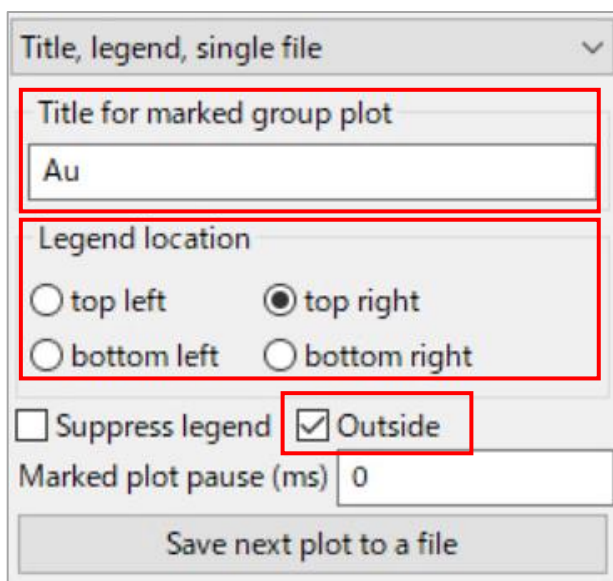 Title, legend, single file
Title for marked group plot
Au
Legend location
top left top right
bottom left bottom right
Suppress legend Outside
Marked plot pause (ms) 0
Save next plot to a file